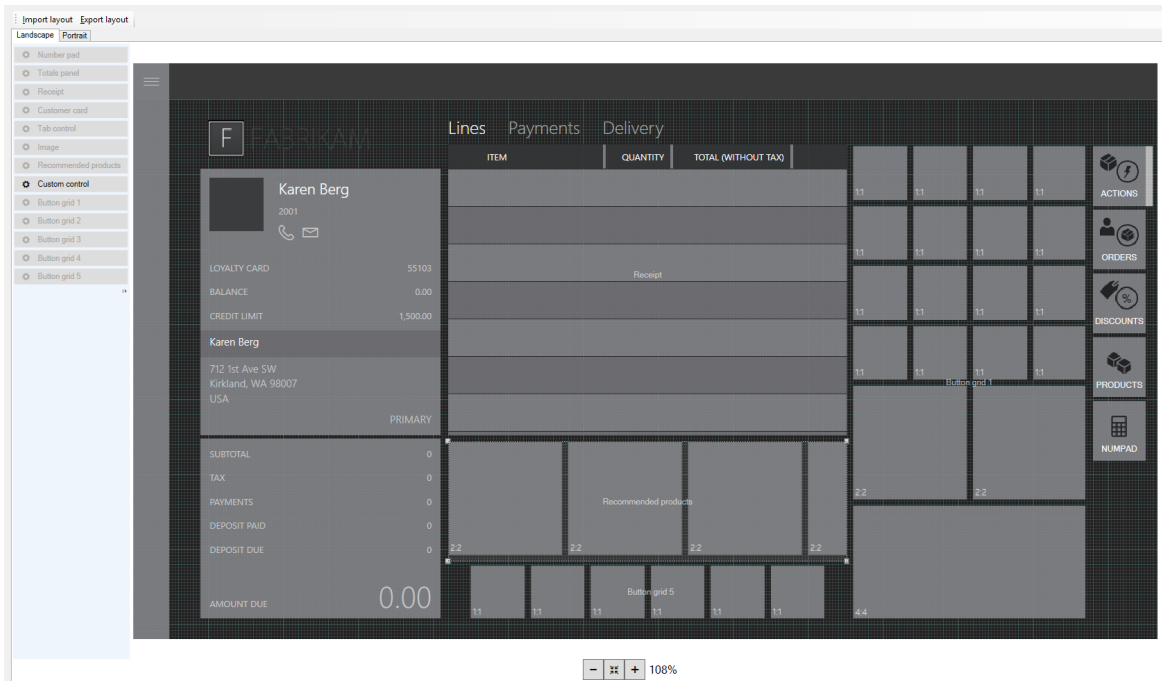 Import layout Export layout
Landscape Portrait
Number pad
Totals panel
Receipt
Customer card
Tab control
Image
Recommended products
Custom control
Button grid 1
Button grid 2
Button grid 3
Button grid 4
Button grid 5
F FABRIKAM
Lines Payments Delivery
ITEM QUANTITY TOTAL (WITHOUT TAX)
Karen Berg
2001
LOYALTY CARD 55103
BALANCE 0.00
CREDIT LIMIT 1,500.00
Karen Berg
712 1st Ave SW
Kirkland, WA 98007
USA
PRIMARY
SUBTOTAL 0
TAX 0
PAYMENTS 0
DEPOSIT PAID 0
DEPOSIT DUE 0
AMOUNT DUE 0.00
Receipt
Recommended products
2:2 2:2 2:2 2:2
Button grid 5
1:1 1:1 1:1 1:1 1:1 1:1
1:1 1:1 1:1 1:1
1:1 1:1 1:1 1:1
1:1 1:1 1:1 1:1
1:1 1:1 1:1 1:1
Button grid 1
2:2 2:2
4:4
ACTIONS
ORDERS
%
DISCOUNTS
PRODUCTS
NUMPAD
− + 108%